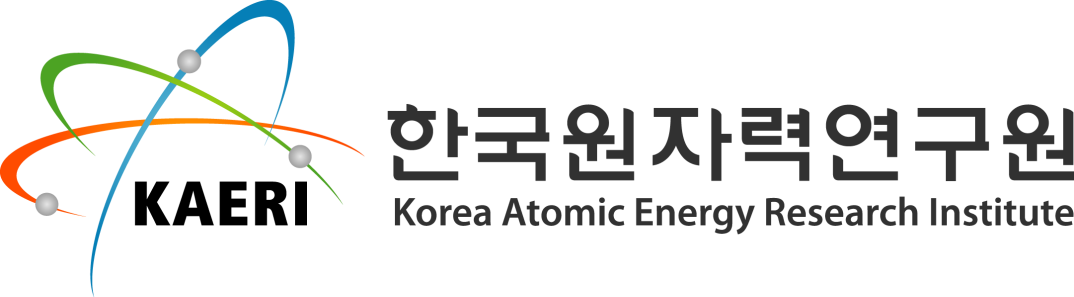 KAERI
한국원자력연구원
Korea Atomic Energy Research Institute